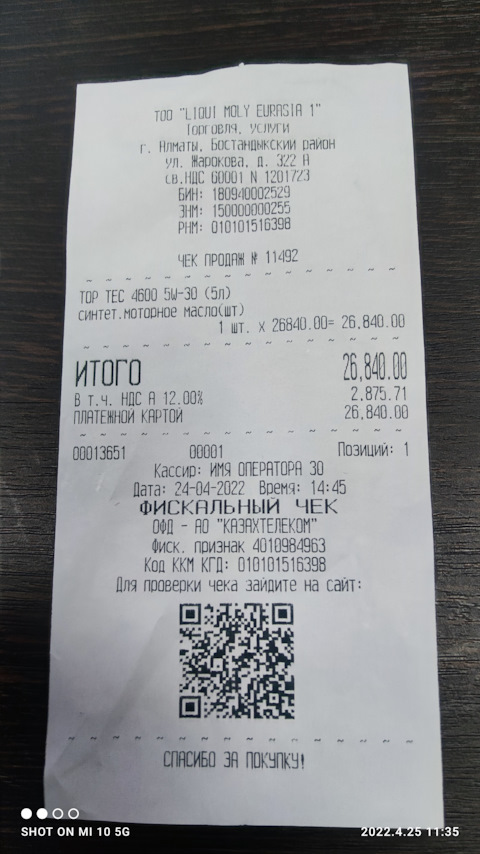 ТОО "LIQUI MOLY EURASIA 1"
Торговля, услуги
г. Алматы, Бостандыкский район
ул. Жарокова, д. 322 А
св.НДС 60001 N 1201723
БИН: 180940002529
ЗНМ: 150000000255
РНМ: 010101516398
ЧЕК ПРОДАЖ № 11492
TOP TEC 4600 5W-30 (5л)
синтет.моторное масло(шт)
1 шт. x 26840.00= 26,840.00
ИТОГО 26,840.00
В т.ч. НДС А 12.00% 2,875.71
ПЛАТЕЖНОЙ КАРТОЙ 26,840.00
00013651 00001 Позиций: 1
Кассир: ИМЯ ОПЕРАТОРА 30
Дата: 24-04-2022 Время: 14:45
ФИСКАЛЬНЫЙ ЧЕК
ОФД - АО "КАЗАХТЕЛЕКОМ"
Фиск. признак 4010984963
Код ККМ КГД: 010101516398
Для проверки чека зайдите на сайт:
СПАСИБО ЗА ПОКУПКУ!
SHOT ON MI 10 5G
2022.4.25 11:35